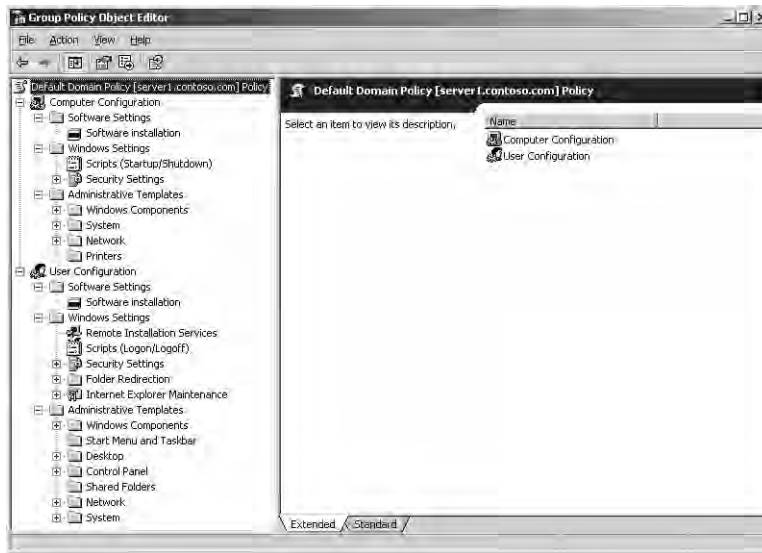 Group Policy Object Editor
File Action View Help
Default Domain Policy [server1.contoso.com] Policy
Computer Configuration
Software Settings
Software installation
Windows Settings
Scripts (Startup/Shutdown)
Security Settings
Administrative Templates
Windows Components
System
Network
Printers
User Configuration
Software Settings
Software installation
Windows Settings
Remote Installation Services
Scripts (Logon/Logoff)
Security Settings
Folder Redirection
Internet Explorer Maintenance
Administrative Templates
Windows Components
Start Menu and Taskbar
Desktop
Control Panel
Shared Folders
Network
System
Default Domain Policy [server1.contoso.com] Policy
Select an item to view its description.
Name
Computer Configuration
User Configuration
Extended Standard